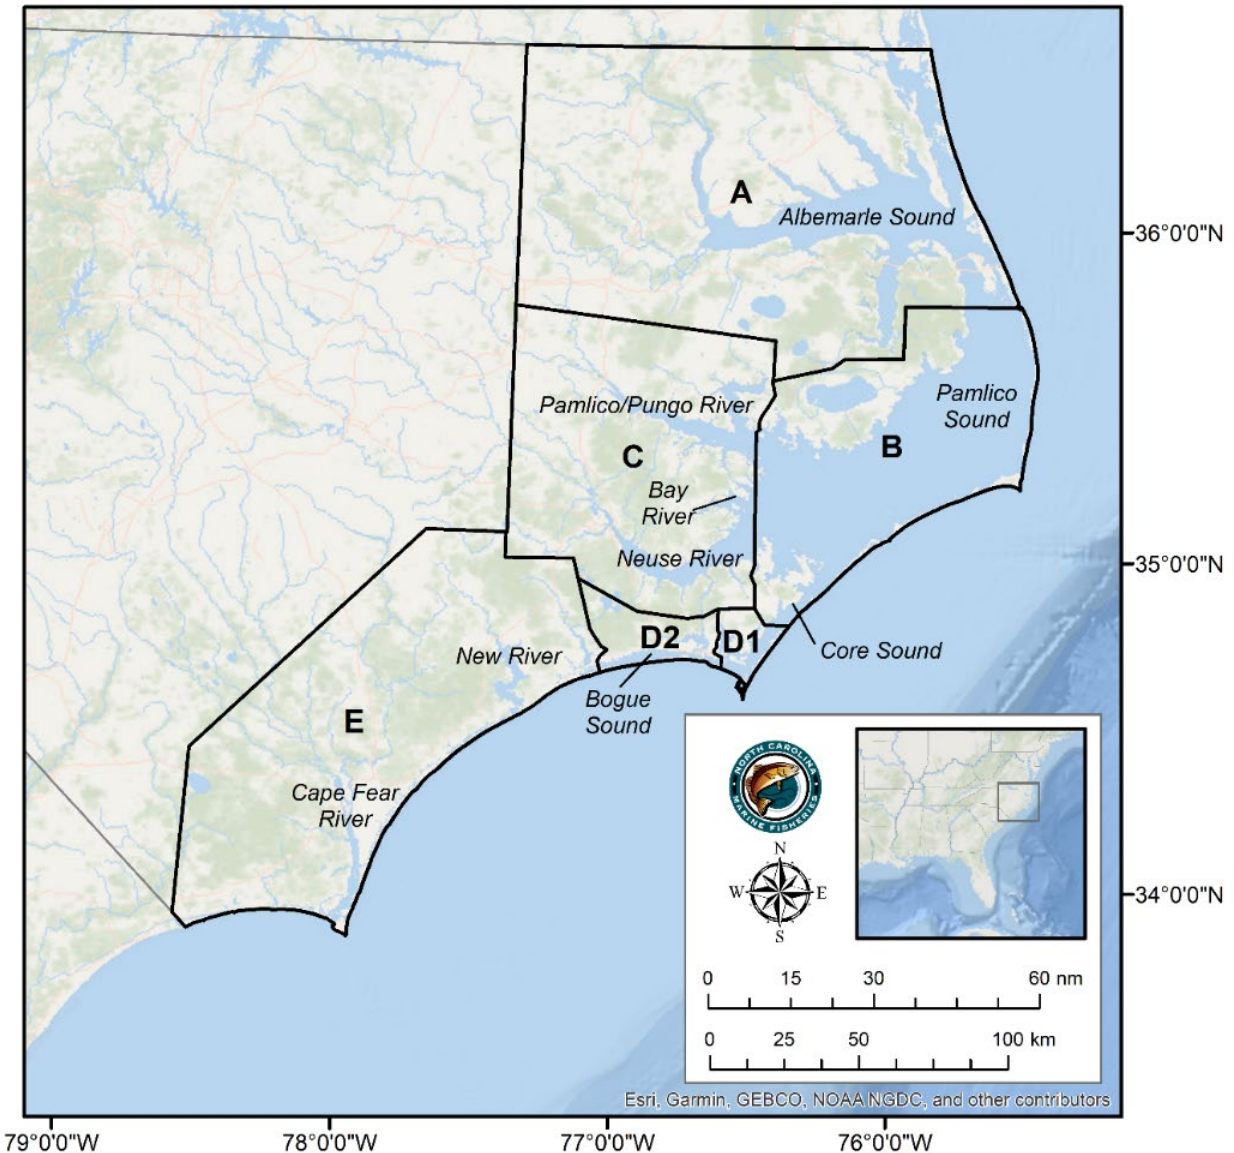 A
Albemarle Sound
36°0'0"N
Pamlico
Sound
Pamlico/Pungo River
B
C
Bay
River
Neuse River
35°0'0"N
D2
D1
Core Sound
New River
Bogue
Sound
E
Cape Fear
River
NORTH CAROLINA
MARINE FISHERIES
N
W
E
S
34°0'0"N
0 15 30 60 nm
0 25 50 100 km
Esri, Garmin, GEBCO, NOAA NGDC, and other contributors
79°0'0"W 78°0'0"W 77°0'0"W 76°0'0"W